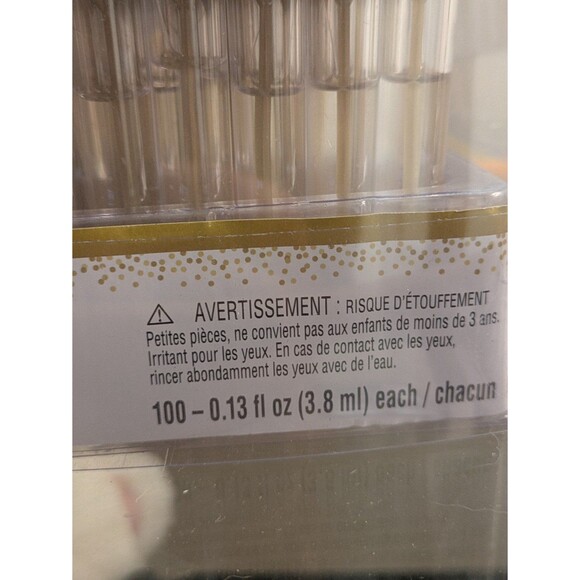 ⚠ AVERTISSEMENT : RISQUE D'ÉTOUFFEMENT
Petites pièces, ne convient pas aux enfants de moins de 3 ans.
Irritant pour les yeux. En cas de contact avec les yeux,
rincer abondamment les yeux avec de l'eau.
100 – 0.13 fl oz (3.8 ml) each / chacun